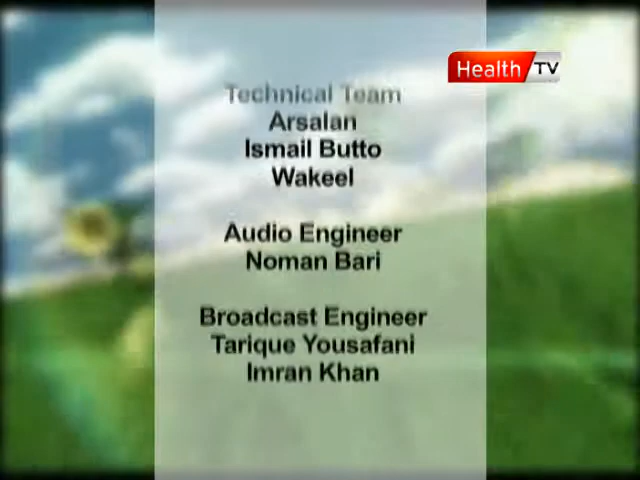 Health TV
Technical Team
Arsalan
Ismail Butto
Wakeel
Audio Engineer
Noman Bari
Broadcast Engineer
Tarique Yousafani
Imran Khan